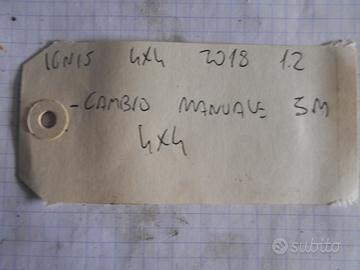 IGNIS 4X4 2018 1.2
- CAMBIO MANUALE 5M
4X4
subito